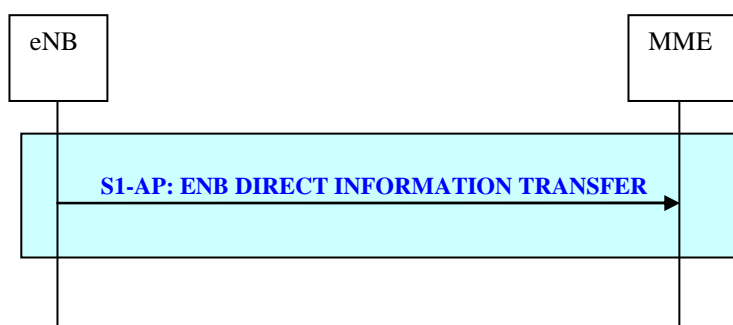 eNB
MME
S1-AP: ENB DIRECT INFORMATION TRANSFER